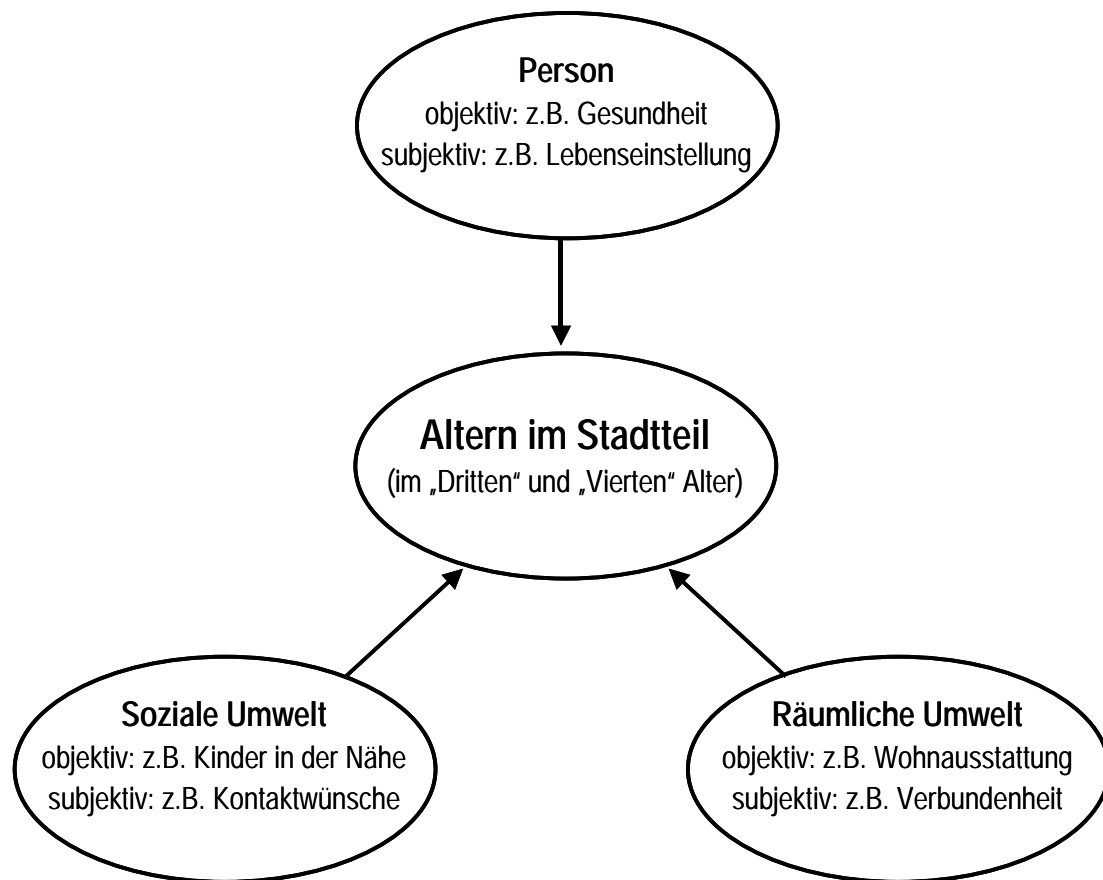 Person
objektiv: z.B. Gesundheit
subjektiv: z.B. Lebenseinstellung
Altern im Stadtteil
(im „Dritten“ und „Vierten“ Alter)
Soziale Umwelt
objektiv: z.B. Kinder in der Nähe
subjektiv: z.B. Kontaktwünsche
Räumliche Umwelt
objektiv: z.B. Wohnausstattung
subjektiv: z.B. Verbundenheit